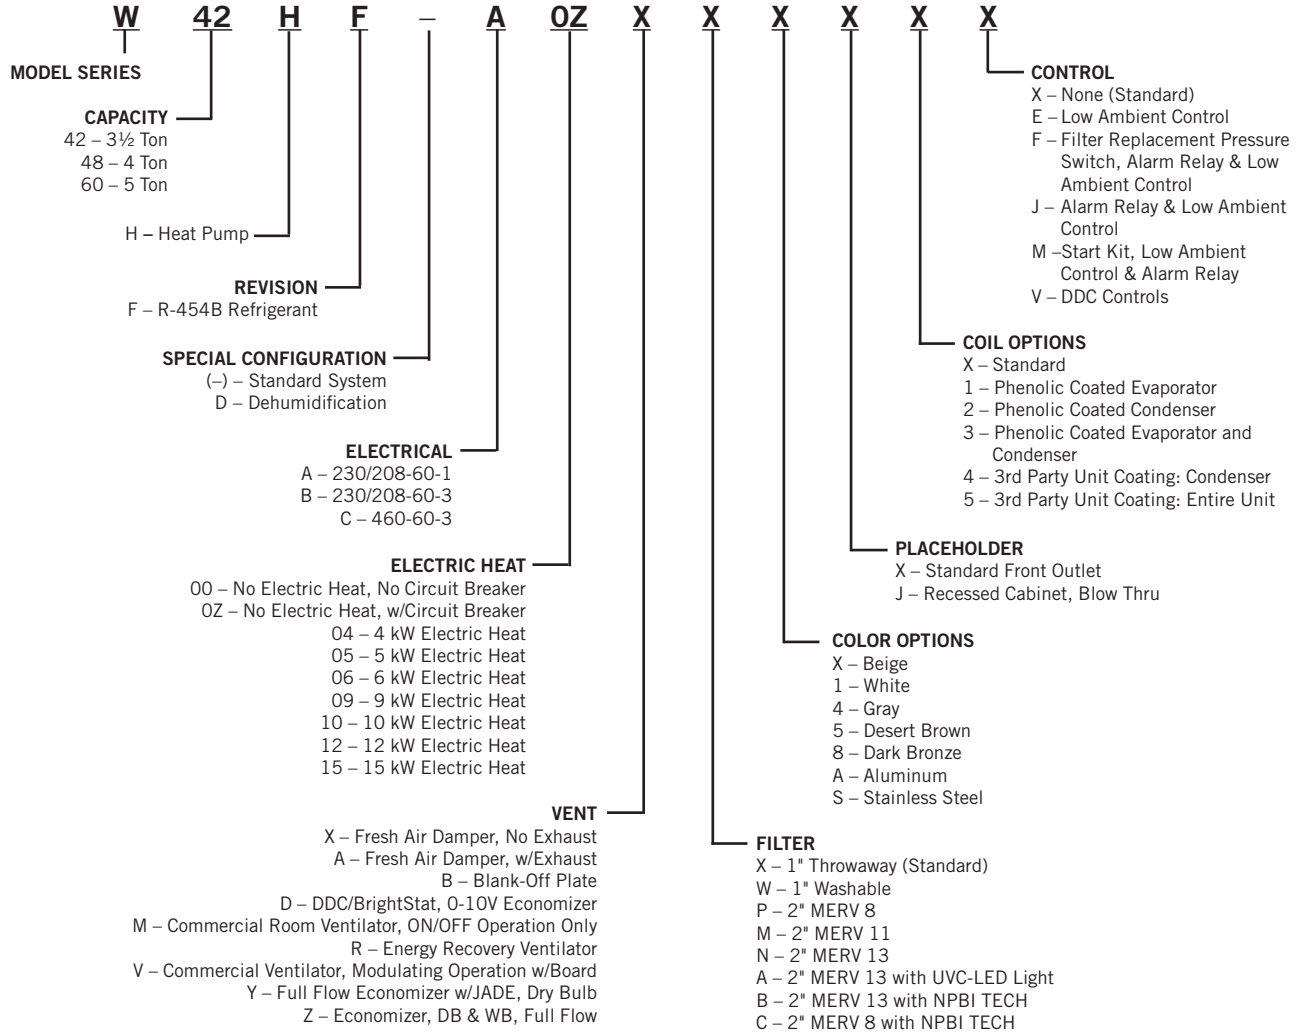 W 42 H F – A 0Z X X X X X X
MODEL SERIES
CAPACITY
42 – 3½ Ton
48 – 4 Ton
60 – 5 Ton
H – Heat Pump
REVISION
F – R-454B Refrigerant
SPECIAL CONFIGURATION
(–) – Standard System
D – Dehumidification
ELECTRICAL
A – 230/208-60-1
B – 230/208-60-3
C – 460-60-3
ELECTRIC HEAT
00 – No Electric Heat, No Circuit Breaker
0Z – No Electric Heat, w/Circuit Breaker
04 – 4 kW Electric Heat
05 – 5 kW Electric Heat
06 – 6 kW Electric Heat
09 – 9 kW Electric Heat
10 – 10 kW Electric Heat
12 – 12 kW Electric Heat
15 – 15 kW Electric Heat
VENT
X – Fresh Air Damper, No Exhaust
A – Fresh Air Damper, w/Exhaust
B – Blank-Off Plate
D – DDC/BrightStat, 0-10V Economizer
M – Commercial Room Ventilator, ON/OFF Operation Only
R – Energy Recovery Ventilator
V – Commercial Ventilator, Modulating Operation w/Board
Y – Full Flow Economizer w/JADE, Dry Bulb
Z – Economizer, DB & WB, Full Flow
CONTROL
X – None (Standard)
E – Low Ambient Control
F – Filter Replacement Pressure
Switch, Alarm Relay & Low
Ambient Control
J – Alarm Relay & Low Ambient
Control
M –Start Kit, Low Ambient
Control & Alarm Relay
V – DDC Controls
COIL OPTIONS
X – Standard
1 – Phenolic Coated Evaporator
2 – Phenolic Coated Condenser
3 – Phenolic Coated Evaporator and
Condenser
4 – 3rd Party Unit Coating: Condenser
5 – 3rd Party Unit Coating: Entire Unit
PLACEHOLDER
X – Standard Front Outlet
J – Recessed Cabinet, Blow Thru
COLOR OPTIONS
X – Beige
1 – White
4 – Gray
5 – Desert Brown
8 – Dark Bronze
A – Aluminum
S – Stainless Steel
FILTER
X – 1" Throwaway (Standard)
W – 1" Washable
P – 2" MERV 8
M – 2" MERV 11
N – 2" MERV 13
A – 2" MERV 13 with UVC-LED Light
B – 2" MERV 13 with NPBI TECH
C – 2" MERV 8 with NPBI TECH